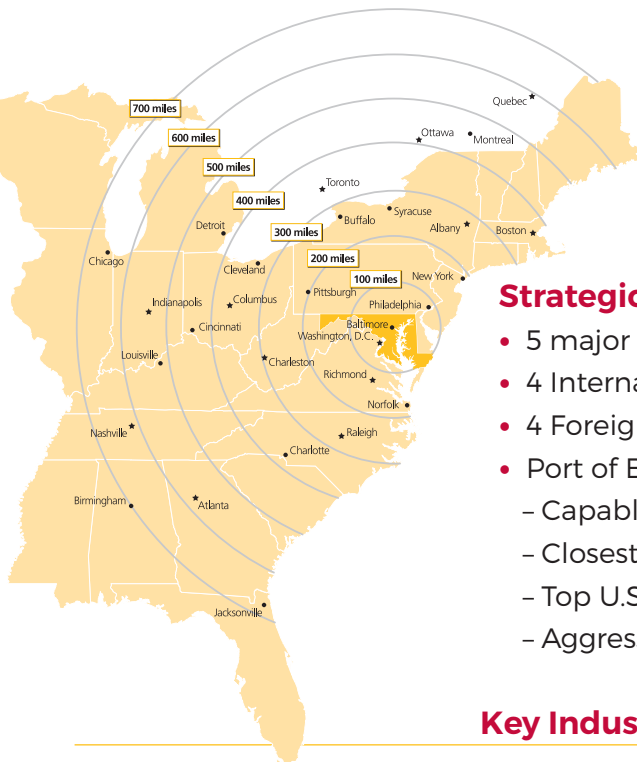 700 miles
600 miles
500 miles
400 miles
300 miles
200 miles
100 miles
Quebec
Ottawa
Montreal
Toronto
Buffalo
Syracuse
Albany
Boston
Detroit
Chicago
Cleveland
New York
Pittsburgh
Philadelphia
Indianapolis
Columbus
Cincinnati
Baltimore
Washington, D.C.
Louisville
Charleston
Richmond
Norfolk
Nashville
Raleigh
Charlotte
Birmingham
Atlanta
Jacksonville
Strategic
• 5 major
• 4 Interna
• 4 Foreig
• Port of B
– Capabl
– Closest
– Top U.S
– Aggress
Key Indus